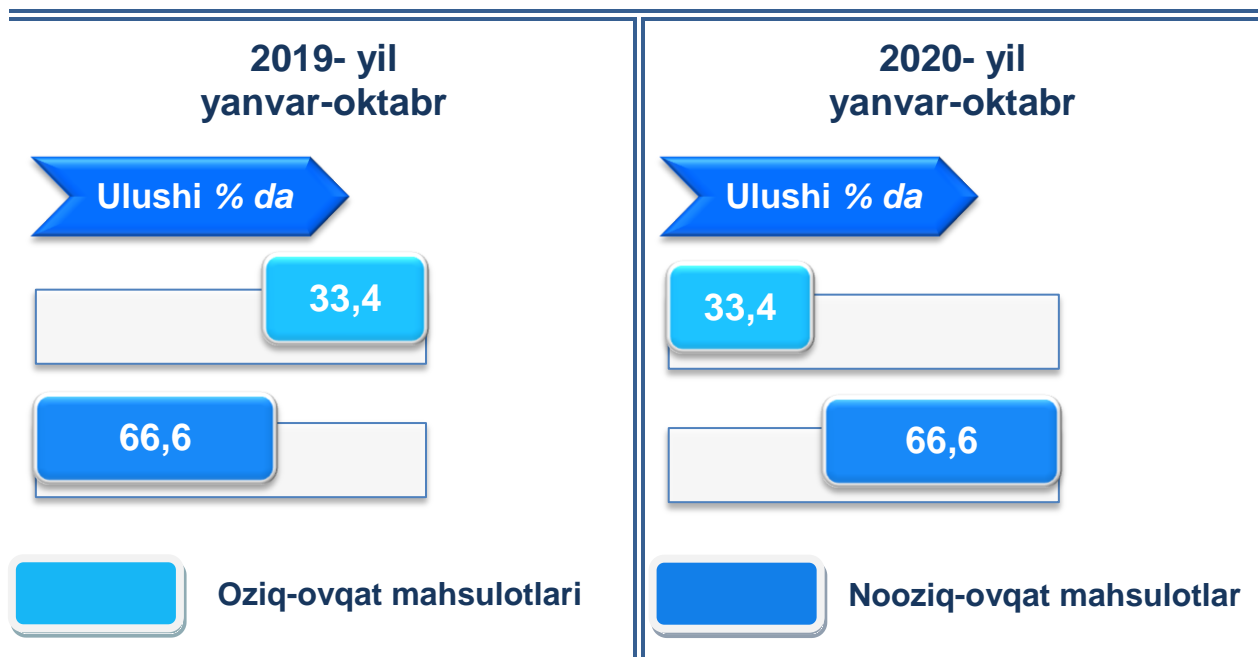 2019- yil
yanvar-oktabr
Ulushi % da
33,4
66,6
Oziq-ovqat mahsulotlari
2020- yil
yanvar-oktabr
Ulushi % da
33,4
66,6
Nooziq-ovqat mahsulotlar